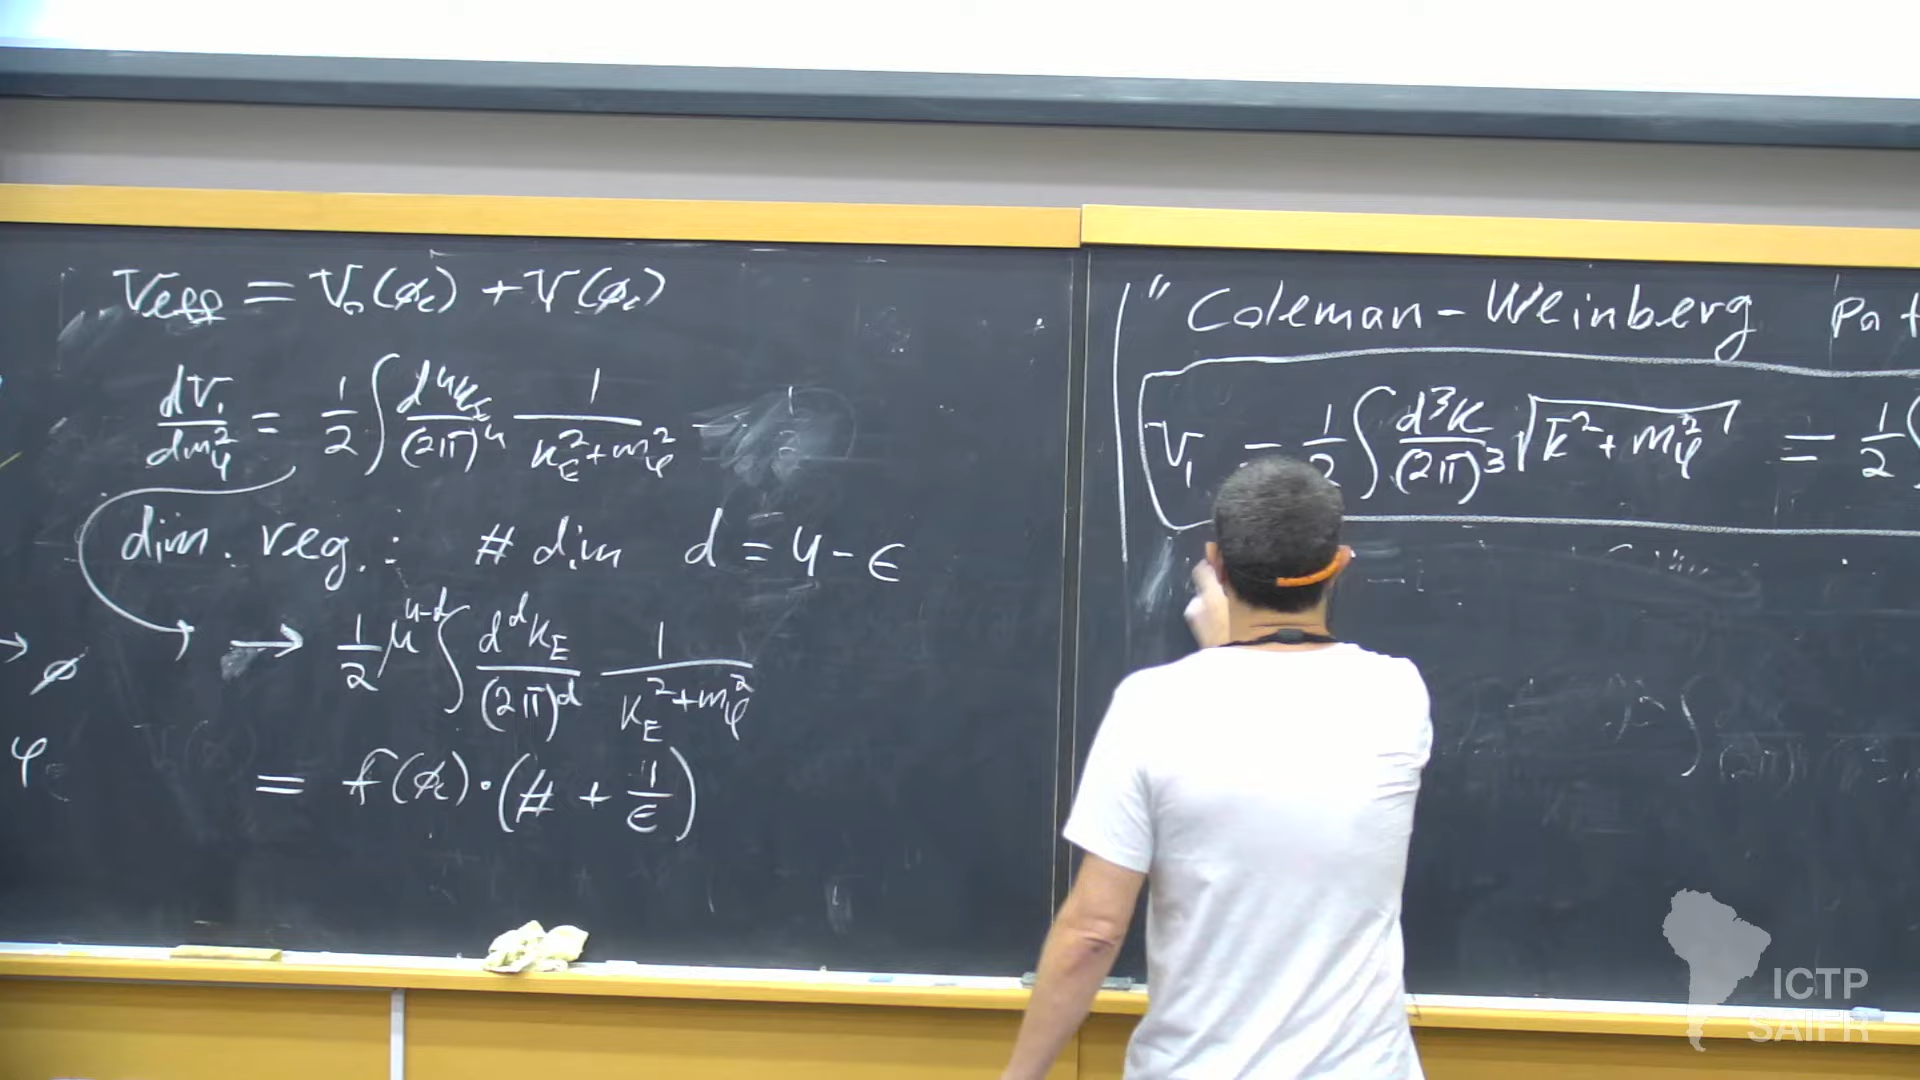 V_eff = V_0(φ_c) + V(φ_c)
dV_1/dm_φ^2 = 1/2 ∫ d^4k_E/(2π)^4 1/(k_E^2+m_φ^2)
dim. reg. : # dim d = 4-ϵ
→ 1/2 μ^{4-d} ∫ d^dk_E/(2π)^d 1/(k_E^2+m_φ^2)
→ φ
φ
= f(φ_c)·(# + 1/ϵ)
" Coleman-Weinberg Pot
V_1 = 1/2 ∫ d^3k/(2π)^3 √(k^2+m_φ^2) = 1/2 ∫
ICTP
SAIFR